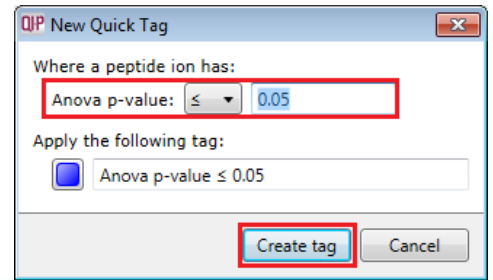 QIP New Quick Tag
Where a peptide ion has:
Anova p-value: ≤ 0.05
Apply the following tag:
Anova p-value ≤ 0.05
Create tag Cancel